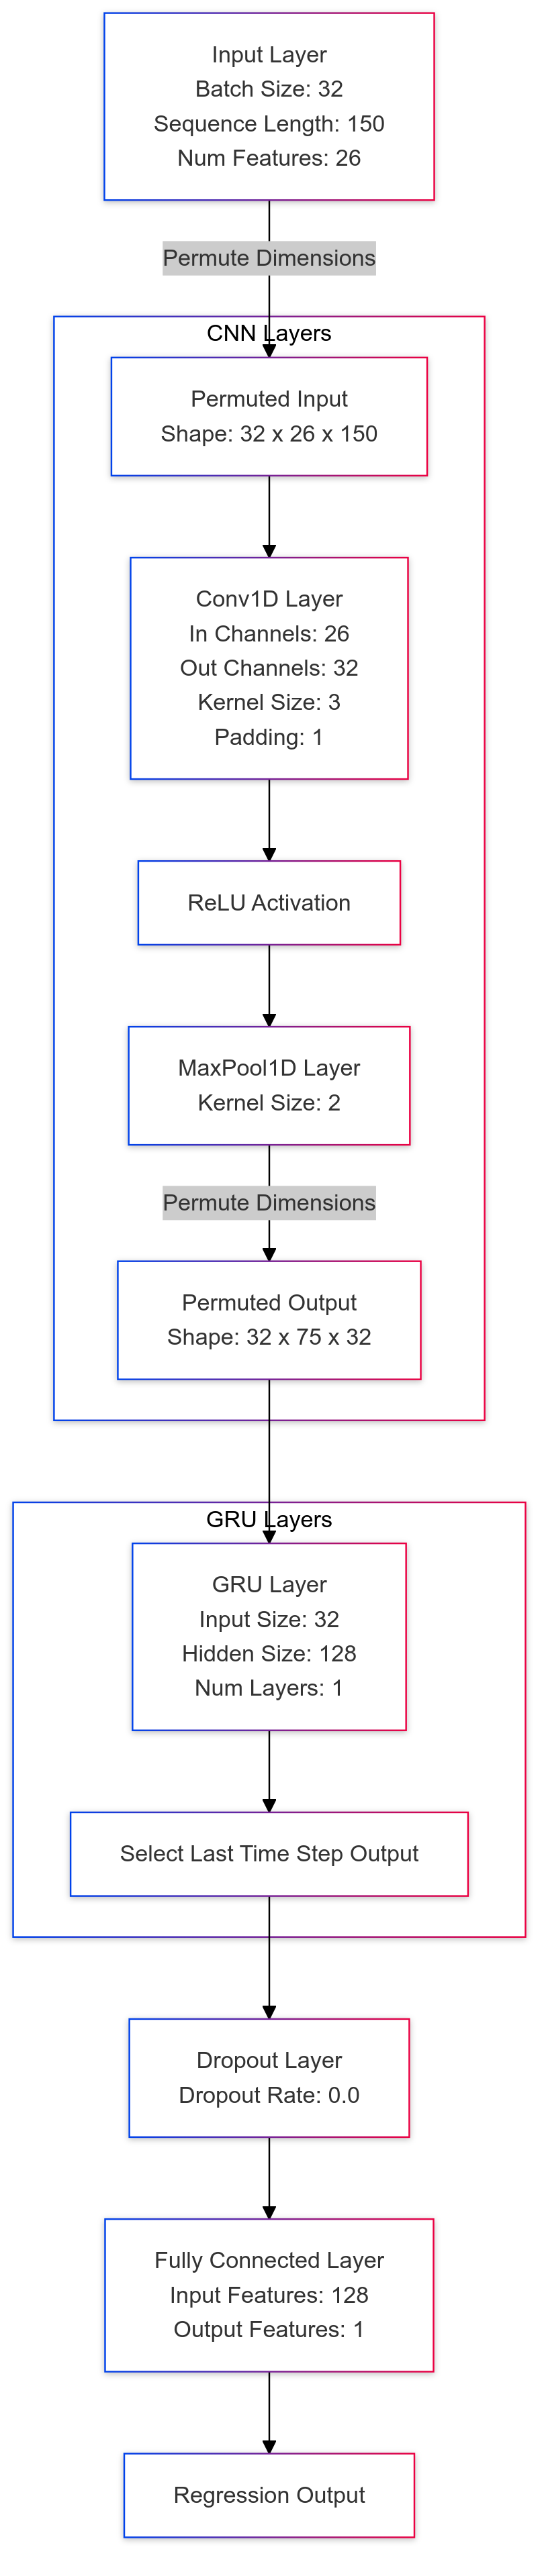 Input Layer
Batch Size: 32
Sequence Length: 150
Num Features: 26
Permute Dimensions
CNN Layers
Permuted Input
Shape: 32 x 26 x 150
Conv1D Layer
In Channels: 26
Out Channels: 32
Kernel Size: 3
Padding: 1
ReLU Activation
MaxPool1D Layer
Kernel Size: 2
Permute Dimensions
Permuted Output
Shape: 32 x 75 x 32
GRU Layers
GRU Layer
Input Size: 32
Hidden Size: 128
Num Layers: 1
Select Last Time Step Output
Dropout Layer
Dropout Rate: 0.0
Fully Connected Layer
Input Features: 128
Output Features: 1
Regression Output